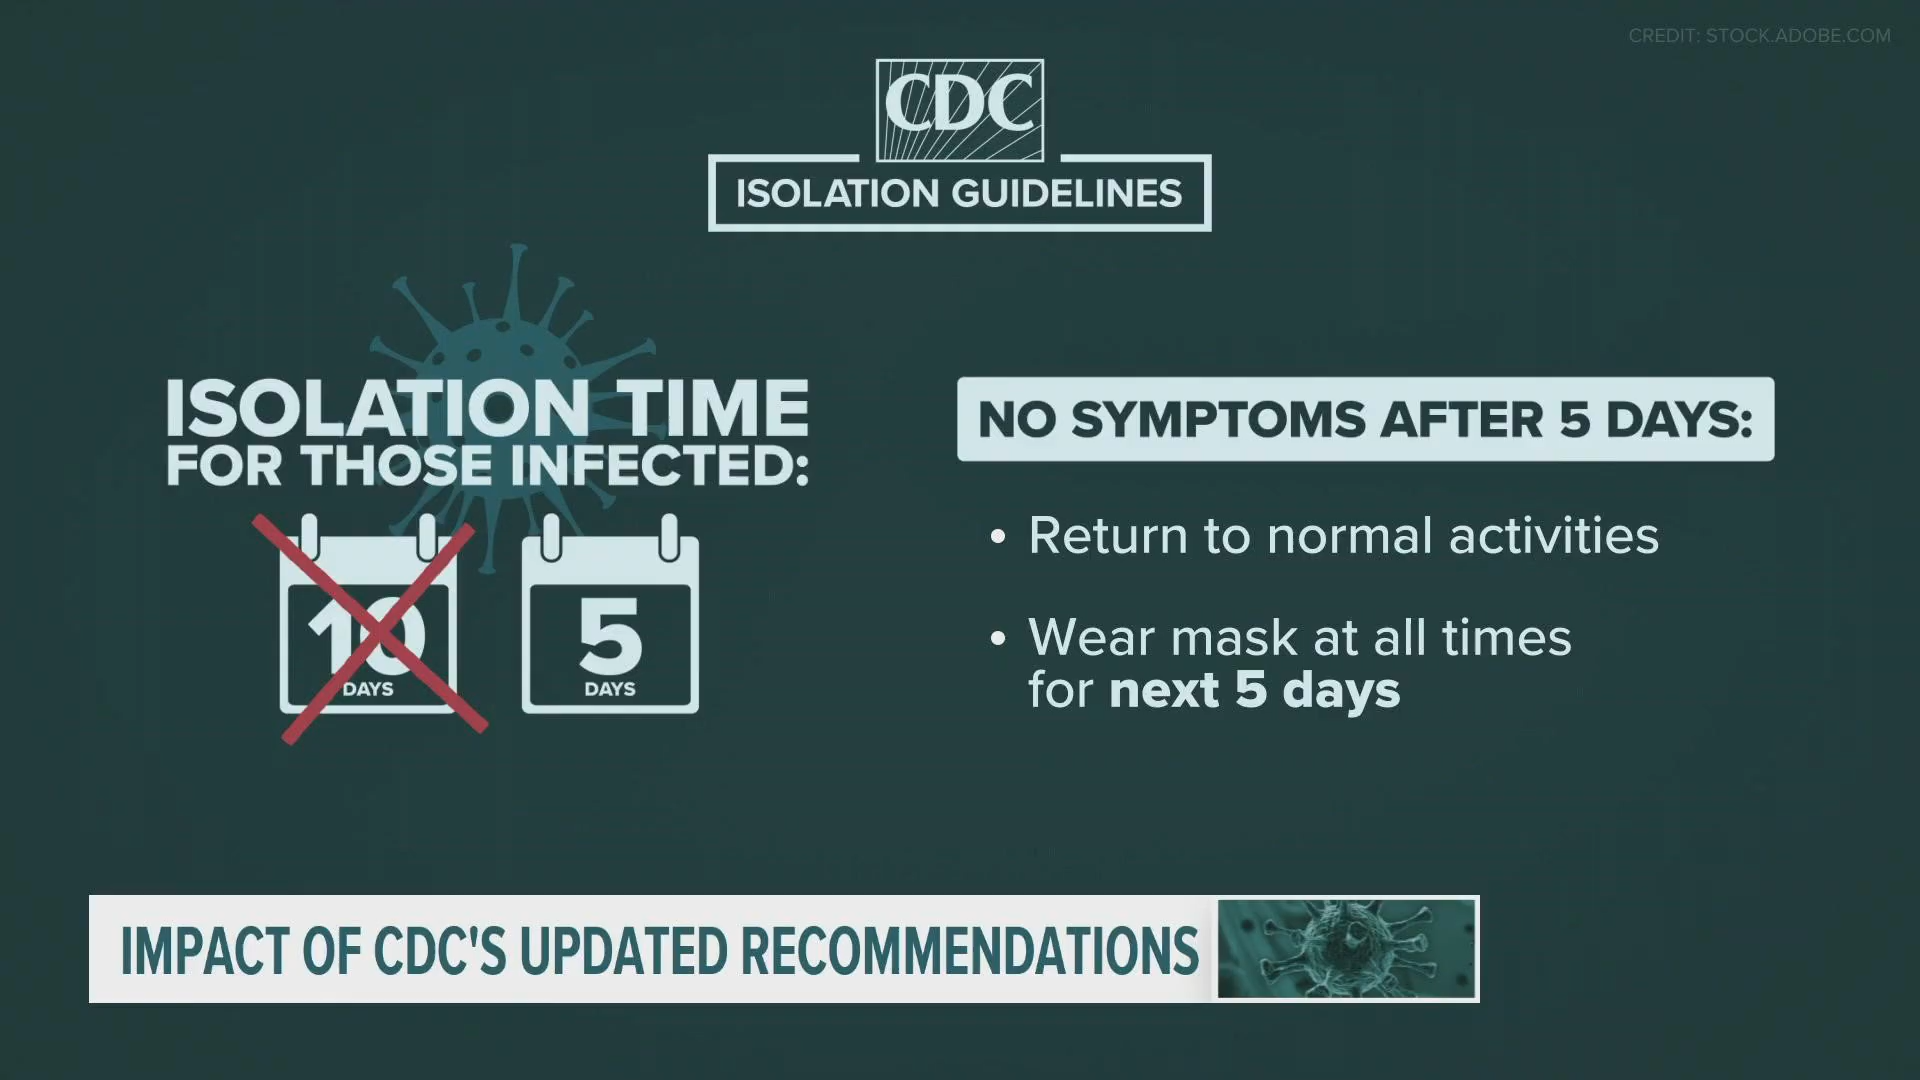 CREDIT: STOCK.ADOBE.COM
CDC
ISOLATION GUIDELINES
ISOLATION TIME
FOR THOSE INFECTED:
10
DAYS
5
DAYS
NO SYMPTOMS AFTER 5 DAYS:
• Return to normal activities
• Wear mask at all times
for next 5 days
IMPACT OF CDC'S UPDATED RECOMMENDATIONS